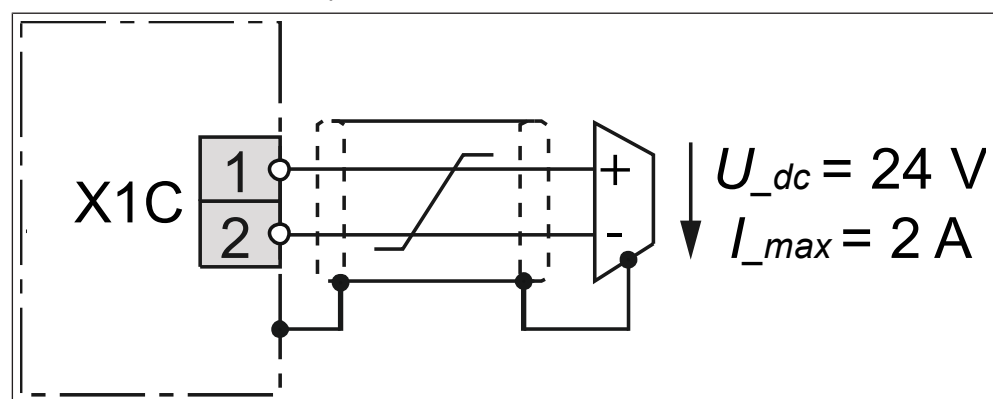 1
X1C
2
+
-
U_dc = 24 V
I_max = 2 A